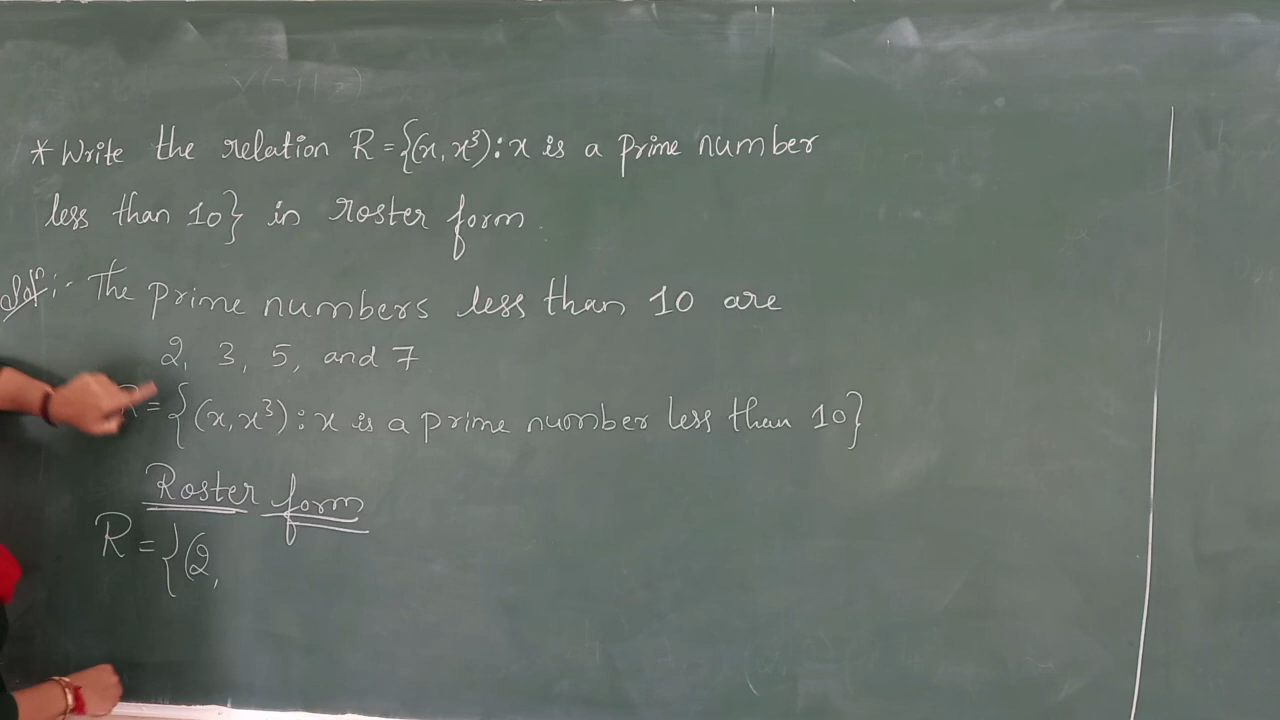 * Write the relation R = {(x, x³) : x is a prime number
less than 10} in roster form.
Solⁿ :- The prime numbers less than 10 are
2, 3, 5, and 7
R = {(x, x³) : x is a prime number less than 10}
Roster form
R = {(2,